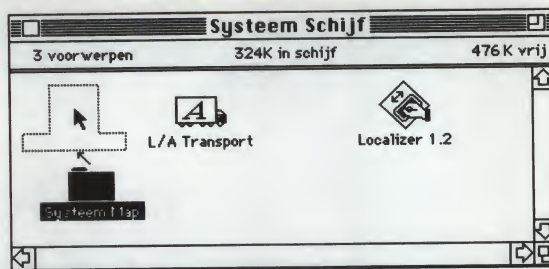 Systeem Schijf
3 voorwerpen 324K in schijf 476K vrij
L/A Transport Localizer 1.2
Systeem Map